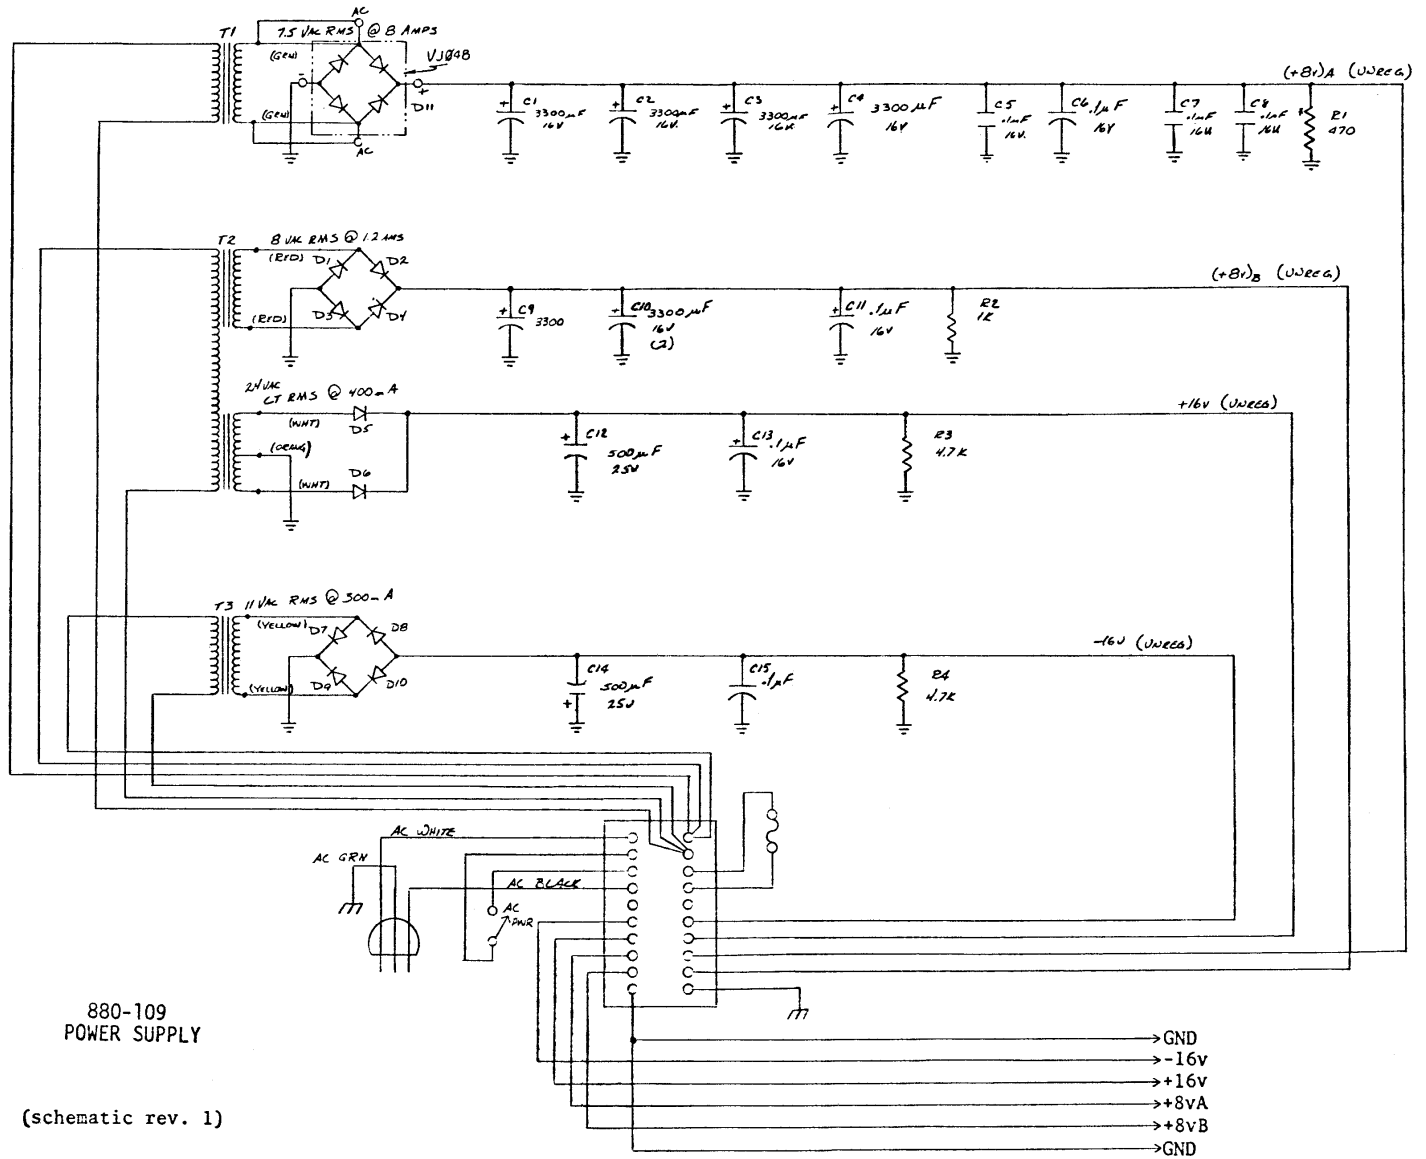 AC
T1
7.5 VAC RMS @ 8 AMPS
(GRN)
VJ048
(+8v)A (UNREG)
-
+
D11
+ C1
3300µF
16V
+ C2
3300µF
16V.
+ C3
3300µF
16V
+ C4
3300µF
16V
C5
.1µF
16V.
+ C6
.1µF
16V
C7
.1µF
16V
C8
.1µF
16V
R1
470
(GRN)
AC
T2
8 VAC RMS @ 1.2 AMPS
(RED)
D1
D2
(+8v)B (UNREG)
(RED)
D3
D4
+ C9
3300
+ C10
3300µF
16V
(2)
+ C11
.1µF
16V
R2
1K
24 VAC
CT RMS @ 400mA
(WHT)
D5
+16v (UNREG)
(ORNG)
D6
(WHT)
+ C12
500µF
25V
+ C13
.1µF
16V
R3
4.7K
T3
11 VAC RMS @ 300mA
(YELLOW)
D7
D8
-16v (UNREG)
(YELLOW)
D9
D10
C14
500µF
+ 25V
C15
.1µF
R4
4.7K
AC WHITE
AC GRN
AC BLACK
AC
PWR
880-109
POWER SUPPLY
GND
-16v
+16v
+8vA
+8vB
GND
(schematic rev. 1)